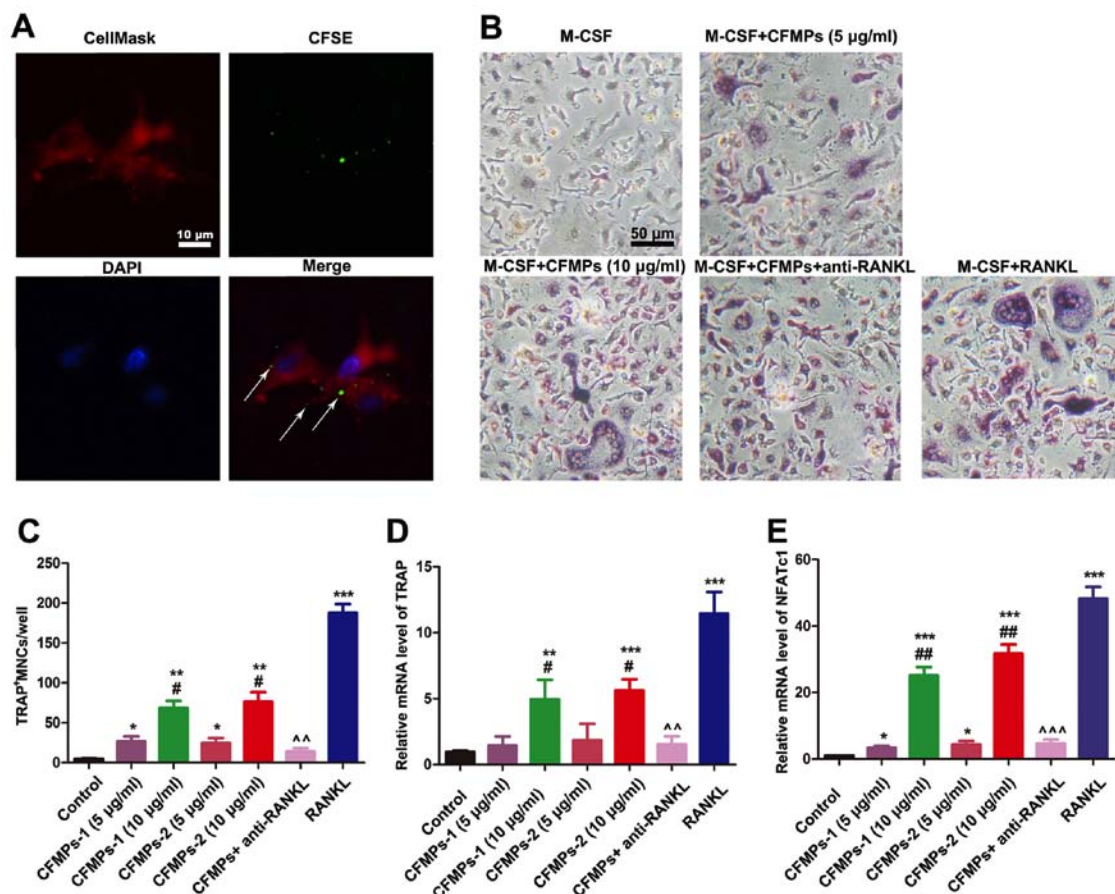 A
CellMask
CFSE
10 µm
DAPI
Merge
B
M-CSF
M-CSF+CFMPs (5 µg/ml)
50 µm
M-CSF+CFMPs (10 µg/ml)
M-CSF+CFMPs+anti-RANKL
M-CSF+RANKL
C
TRAP⁺MNCs/well
250
200
150
100
50
0
*
**
#
*
**
#
^^
***
Control
CFMPs-1 (5 µg/ml)
CFMPs-1 (10 µg/ml)
CFMPs-2 (5 µg/ml)
CFMPs-2 (10 µg/ml)
CFMPs+ anti-RANKL
RANKL
D
Relative mRNA level of TRAP
15
10
5
0
**
#
***
#
^^
***
Control
CFMPs-1 (5 µg/ml)
CFMPs-1 (10 µg/ml)
CFMPs-2 (5 µg/ml)
CFMPs-2 (10 µg/ml)
CFMPs+ anti-RANKL
RANKL
E
Relative mRNA level of NFATc1
60
40
20
0
*
***
##
*
***
##
^^^
***
Control
CFMPs-1 (5 µg/ml)
CFMPs-1 (10 µg/ml)
CFMPs-2 (5 µg/ml)
CFMPs-2 (10 µg/ml)
CFMPs+ anti-RANKL
RANKL